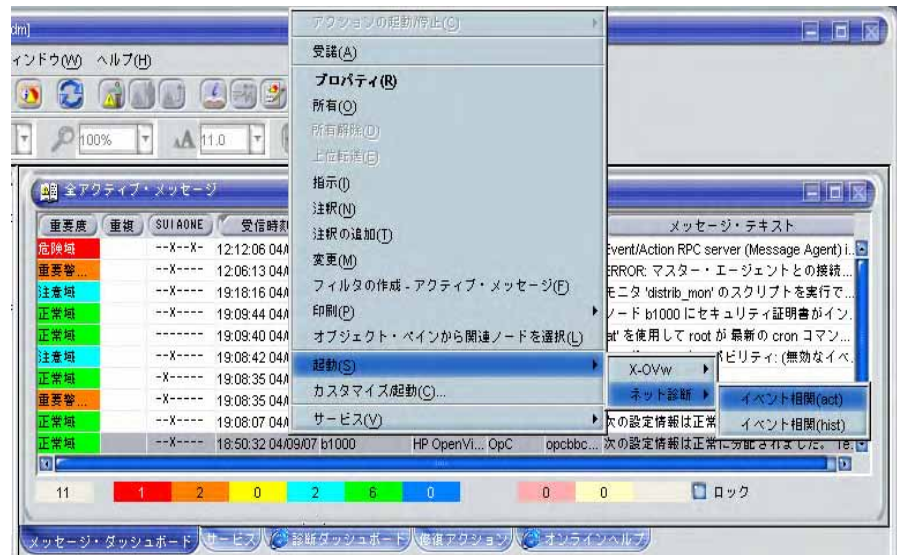 dm]
ィンドウ(W) ヘルプ(H)
100% 11.0
アクションの起動/停止(C)
受諾(A)
プロパティ(R)
所有(O)
所有解除(D)
上位転送(E)
指示(I)
注釈(N)
注釈の追加(T)
変更(M)
フィルタの作成 - アクティブ・メッセージ(F)
印刷(P)
オブジェクト・ペインから関連ノードを選択(L)
起動(S)
カスタマイズ/起動(C)...
サービス(V)
X-OVw
ネット診断
イベント相関(act)
イベント相関(hist)
全アクティブ・メッセージ
重要度 重複 SUIAONE 受信時刻 メッセージ・テキスト
危険域 --X--X- 12:12:06 04/ Event/Action RPC server (Message Agent) i...
重要警... --X---- 12:06:13 04/ ERROR: マスター・エージェントとの接続...
注意域 --X---- 19:18:16 04/ モニタ 'distrib_mon' のスクリプトを実行で...
正常域 --X---- 19:09:44 04/ ノード b1000 にセキュリティ証明書がイン...
正常域 --X---- 19:09:40 04/ at' を使用して root が 最新の cron コマン...
注意域 --X---- 19:08:42 04/ ビリティ: (無効なイベ...
正常域 -X----- 19:08:35 04/
重要警... -X----- 19:08:35 04/
正常域 --X---- 19:08:07 04/ 次の設定情報は正常
正常域 --X---- 18:50:32 04/09/07 b1000 HP OpenVi... OpC opcbbc... 次の設定情報は正常に分配されました。 Te...
11 1 2 0 2 6 0 0 0 ロック
メッセージ・ダッシュボード サービス 診断ダッシュボード 修復アクション オンラインヘルプ